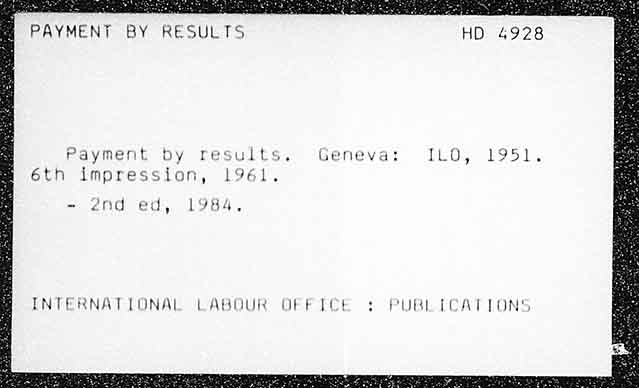 PAYMENT BY RESULTS HD 4928
Payment by results. Geneva: ILO, 1951.
6th impression, 1961.
- 2nd ed, 1984.
INTERNATIONAL LABOUR OFFICE : PUBLICATIONS